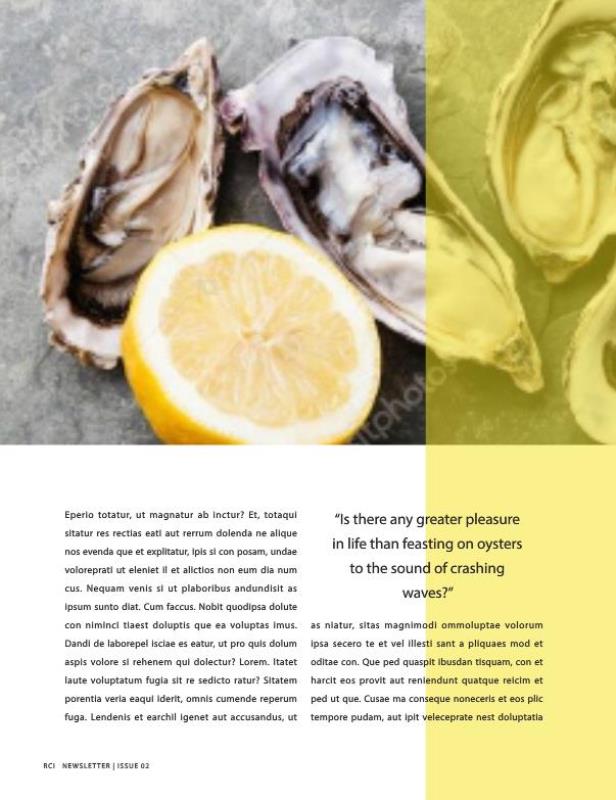 Eperio totatur, ut magnatur ab inctur? Et, totaqui
sitatur res rectias eati aut rerrum dolenda ne alique
nos evenda que et explitatur, ipis si con posam, undae
voloreprati ut eleniet il et alictios non eum dia num
cus. Nequam venis si ut plaboribus andundisit as
ipsum sunto diat. Cum faccus. Nobit quodipsa dolute
con niminci tiaest doluptis que ea voluptas imus.
Dandi de laborepel isciae es eatur, ut pro quis dolum
aspis volore si rehenem qui dolectur? Lorem. Itatet
laute voluptatum fugia sit re sedicto ratur? Sitatem
porentia veria eaqui iderit, omnis cumende reperum
fuga. Lendenis et earchil igenet aut accusandus, ut
“Is there any greater pleasure
in life than feasting on oysters
to the sound of crashing
waves?“
as niatur, sitas magnimodi ommoluptae volorum
ipsa secero te et vel illesti sant a pliquaes mod et
oditae con. Que ped quaspit ibusdan tisquam, con et
harcit eos provit aut reniendunt quatque reicim et
ped ut que. Cusae ma conseque noneceris et eos plic
tempore pudam, aut ipit veleceprate nest doluptatia
RCI NEWSLETTER | ISSUE 02